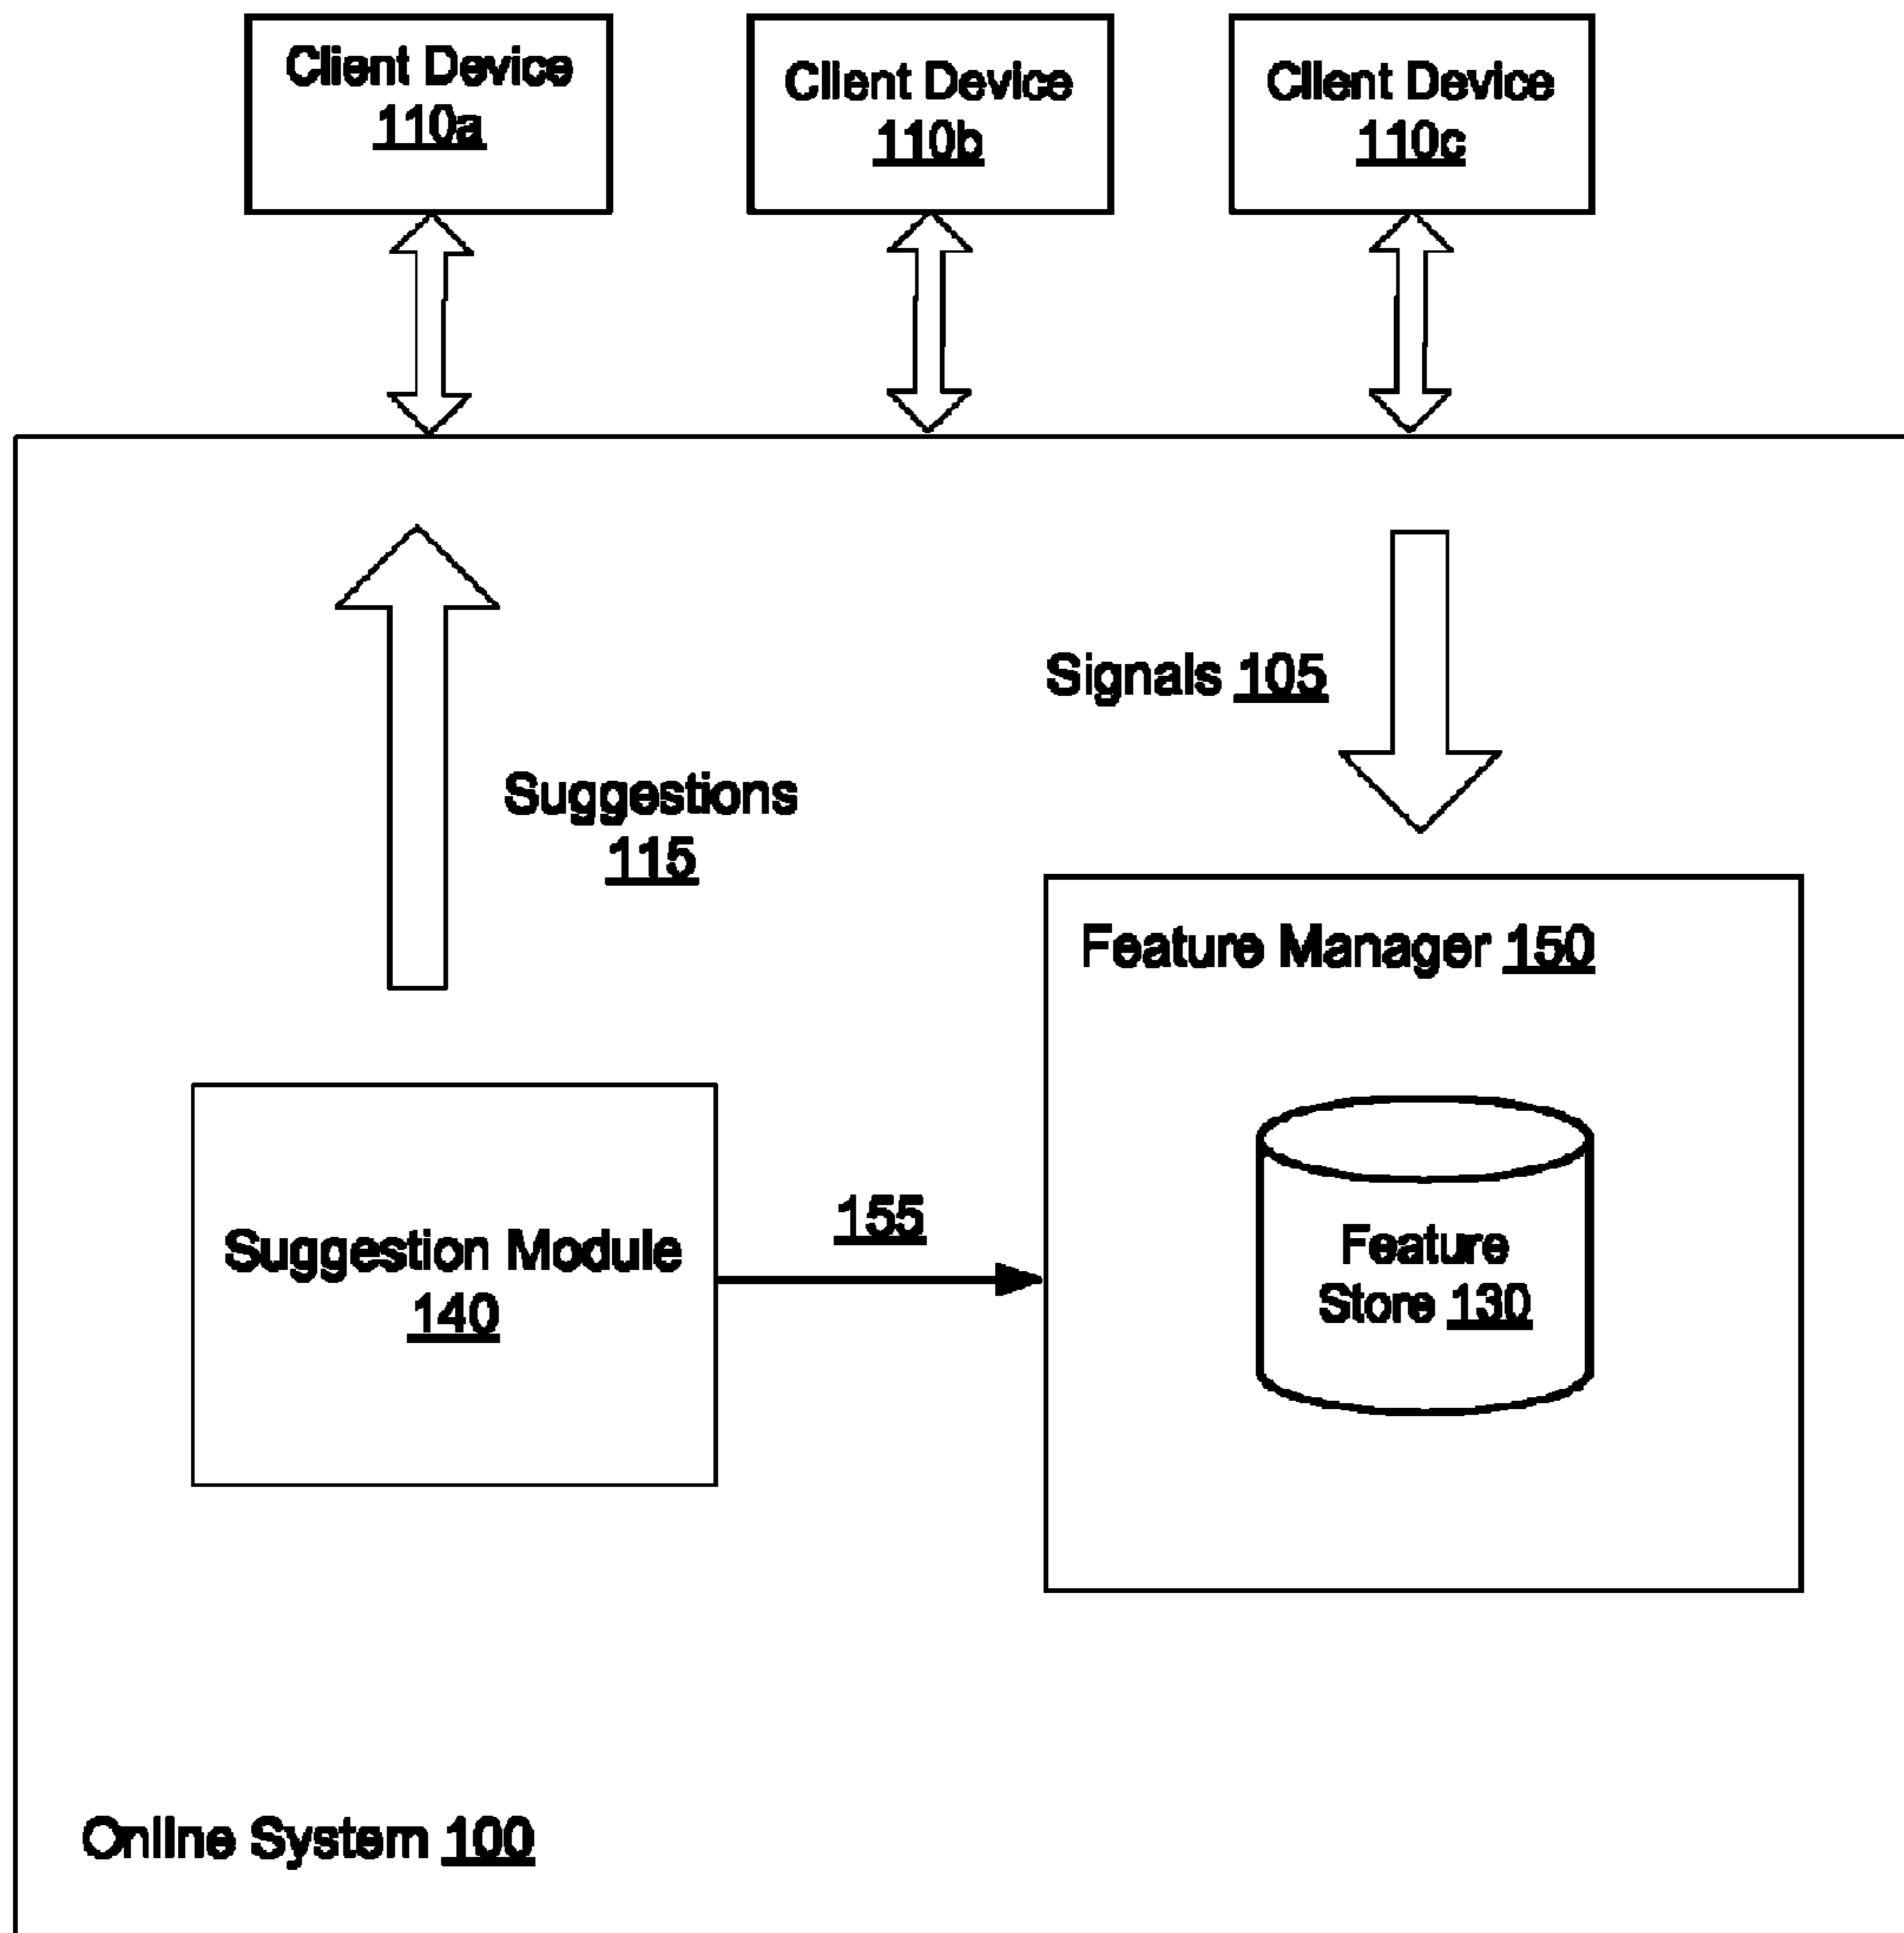 Client Device
110a
Client Device
110b
Client Device
110c
Signals 105
Suggestions
115
Feature Manager 150
155
Suggestion Module
140
Feature
Store 130
Online System 100